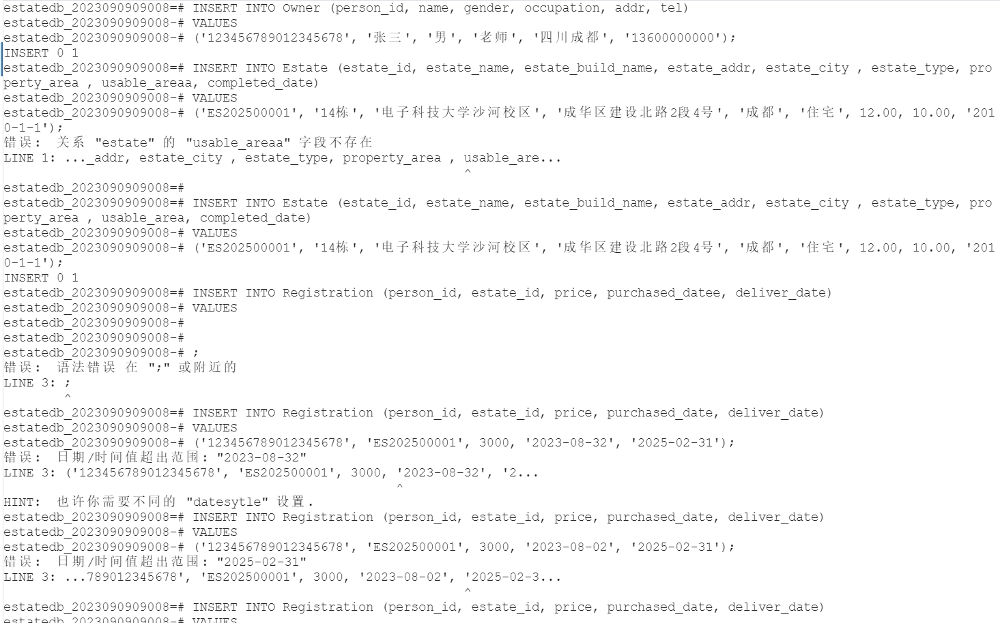 estatedb_2023090909008=# INSERT INTO Owner (person_id, name, gender, occupation, addr, tel)
estatedb_2023090909008-# VALUES
estatedb_2023090909008-# ('123456789012345678', '张三', '男', '老师', '四川成都', '13600000000');
INSERT 0 1
estatedb_2023090909008=# INSERT INTO Estate (estate_id, estate_name, estate_build_name, estate_addr, estate_city , estate_type, pro
perty_area , usable_areaa, completed_date)
estatedb_2023090909008-# VALUES
estatedb_2023090909008-# ('ES202500001', '14栋', '电子科技大学沙河校区', '成华区建设北路2段4号', '成都', '住宅', 12.00, 10.00, '201
0-1-1');
错误:  关系 "estate" 的 "usable_areaa" 字段不存在
LINE 1: ..._addr, estate_city , estate_type, property_area , usable_are...
^
estatedb_2023090909008=#
estatedb_2023090909008=# INSERT INTO Estate (estate_id, estate_name, estate_build_name, estate_addr, estate_city , estate_type, pro
perty_area , usable_area, completed_date)
estatedb_2023090909008-# VALUES
estatedb_2023090909008-# ('ES202500001', '14栋', '电子科技大学沙河校区', '成华区建设北路2段4号', '成都', '住宅', 12.00, 10.00, '201
0-1-1');
INSERT 0 1
estatedb_2023090909008=# INSERT INTO Registration (person_id, estate_id, price, purchased_datee, deliver_date)
estatedb_2023090909008-# VALUES
estatedb_2023090909008-#
estatedb_2023090909008-#
estatedb_2023090909008-# ;
错误:  语法错误 在 ";" 或附近的
LINE 3: ;
^
estatedb_2023090909008=# INSERT INTO Registration (person_id, estate_id, price, purchased_date, deliver_date)
estatedb_2023090909008-# VALUES
estatedb_2023090909008-# ('123456789012345678', 'ES202500001', 3000, '2023-08-32', '2025-02-31');
错误:  日期/时间值超出范围: "2023-08-32"
LINE 3: ('123456789012345678', 'ES202500001', 3000, '2023-08-32', '2...
^
HINT:  也许你需要不同的 "datesytle" 设置.
estatedb_2023090909008=# INSERT INTO Registration (person_id, estate_id, price, purchased_date, deliver_date)
estatedb_2023090909008-# VALUES
estatedb_2023090909008-# ('123456789012345678', 'ES202500001', 3000, '2023-08-02', '2025-02-31');
错误:  日期/时间值超出范围: "2025-02-31"
LINE 3: ...789012345678', 'ES202500001', 3000, '2023-08-02', '2025-02-3...
^
estatedb_2023090909008=# INSERT INTO Registration (person_id, estate_id, price, purchased_date, deliver_date)
estatedb_2023090909008-# VALUES